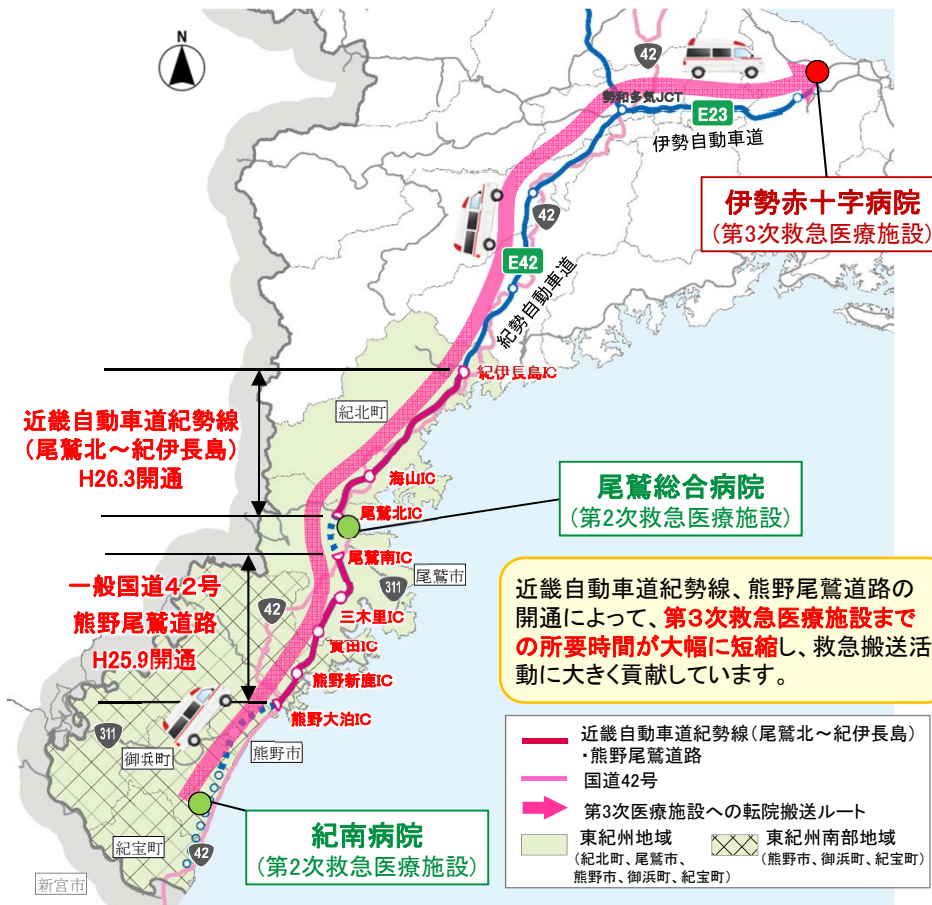 N
42
勢和多気JCT
E23
伊勢自動車道
伊勢赤十字病院
(第3次救急医療施設)
42
E42
紀勢自動車道
紀伊長島IC
紀北町
近畿自動車道紀勢線
(尾鷲北～紀伊長島)
H26.3開通
海山IC
尾鷲総合病院
(第2次救急医療施設)
尾鷲北IC
尾鷲南IC
尾鷲市
311
一般国道42号
熊野尾鷲道路
H25.9開通
42
三木里IC
賀田IC
熊野新鹿IC
熊野大泊IC
近畿自動車道紀勢線、熊野尾鷲道路の
開通によって、第3次救急医療施設まで
の所要時間が大幅に短縮し、救急搬送活
動に大きく貢献しています。
311
御浜町
熊野市
紀宝町
42
新宮市
紀南病院
(第2次救急医療施設)
近畿自動車道紀勢線(尾鷲北～紀伊長島)
・熊野尾鷲道路
国道42号
第3次医療施設への転院搬送ルート
東紀州地域
(紀北町、尾鷲市、
熊野市、御浜町、紀宝町)
東紀州南部地域
(熊野市、御浜町、紀宝町)